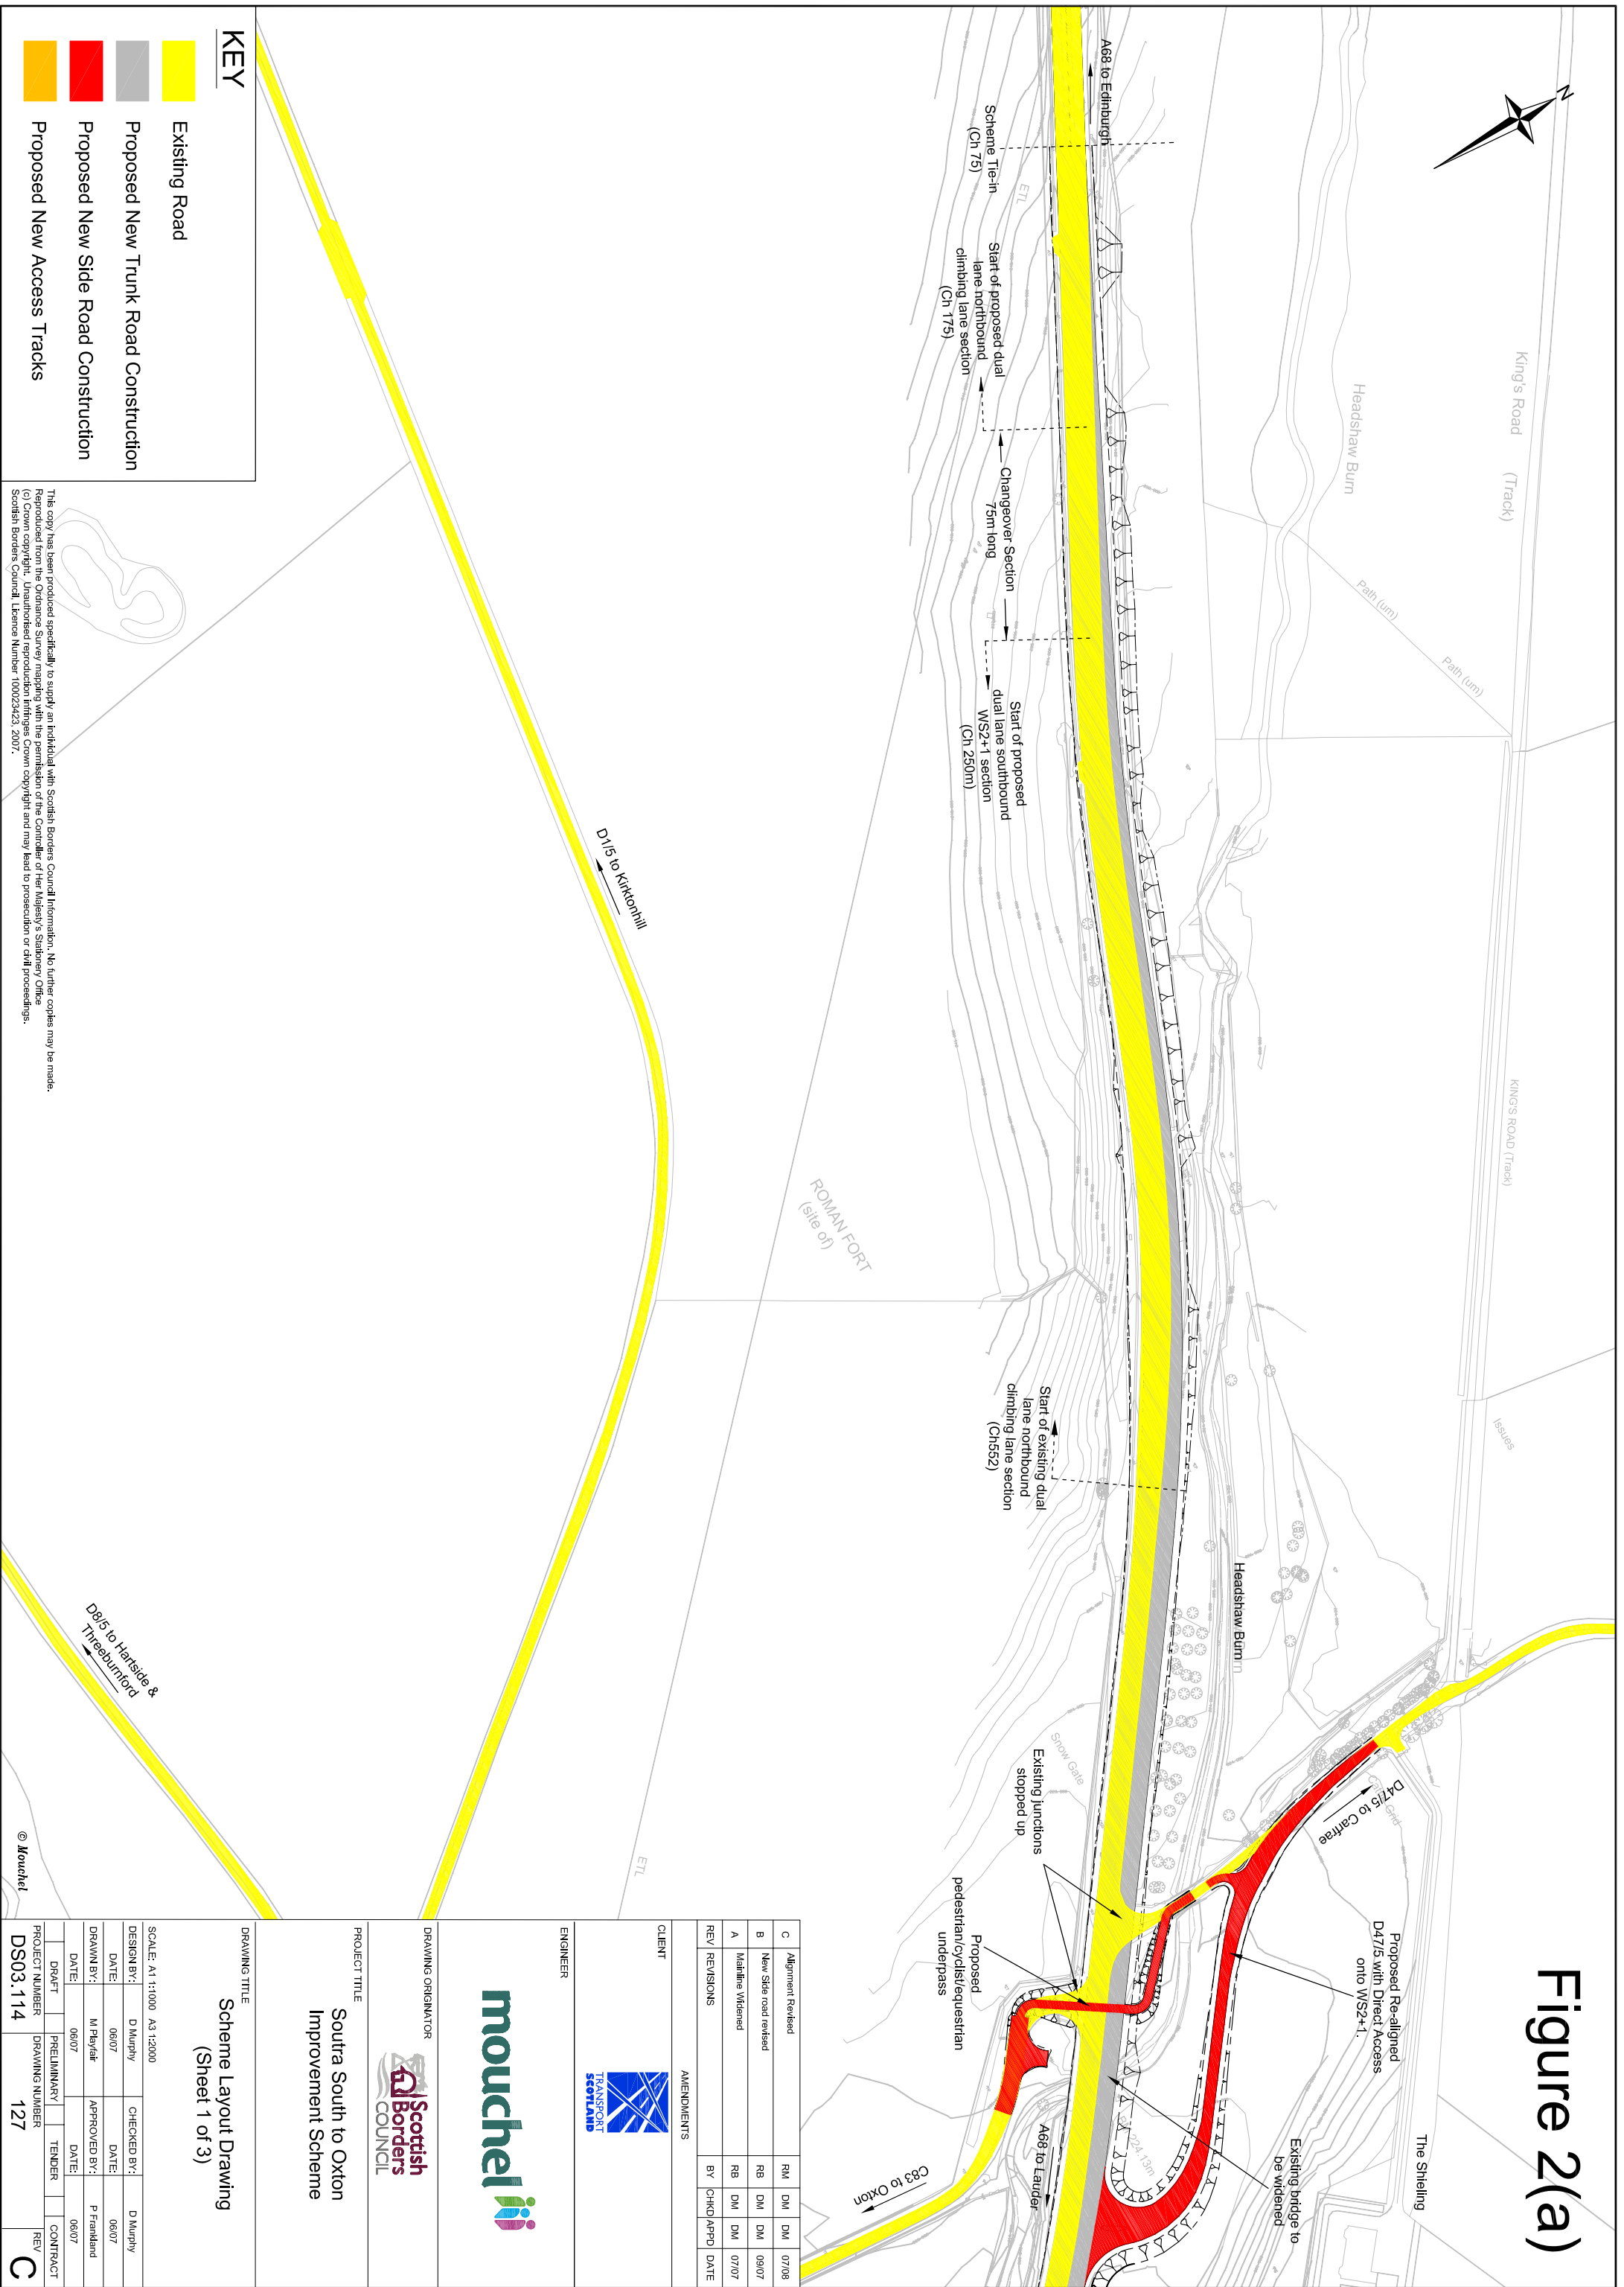 Figure 2(a)
N
King's Road (Track)
Headshaw Burn
Path (um)
Path (um)
KING'S ROAD (Track)
Issues
The Shieling
A68 to Edinburgh
Scheme Tie-in
(Ch 75)
ETL
Start of proposed dual
lane northbound
climbing lane section
(Ch 175)
Changeover Section
75m long
Start of proposed
dual lane southbound
WS2+1 section
(Ch 250m)
Start of existing dual
lane northbound
climbing lane section
(Ch552)
Headshaw Burn
D47/5 to Carfrae
Proposed Re-aligned
D47/5 with Direct Access
onto WS2+1.
Existing bridge to
be widened
Snow Gate
Existing junctions
stopped up
Proposed
pedestrian/cyclist/equestrian
underpass
A68 to Lauder
C83 to Oxton
ROMAN FORT
(site of)
D1/5 to Kirktonhill
ETL
D8/5 to Hartside &
Threeburnford
KEY
Existing Road
Proposed New Trunk Road Construction
Proposed New Side Road Construction
Proposed New Access Tracks
This copy has been produced specifically to supply an individual with Scottish Borders Council Information. No further copies may be made.
Reproduced from the Ordnance Survey mapping with the permission of the Controller of Her Majesty's Stationery Office
(c) Crown copyright. Unauthorised reproduction infringes Crown copyright and may lead to prosecution or civil proceedings.
Scottish Borders Council, Licence Number 100023423, 2007.
© Mouchel
C Alignment Revised RM DM DM 07/08
B New Side road revised RB DM DM 09/07
A Mainline Widened RB DM DM 07/07
REV REVISIONS BY CHKD APPD DATE
AMENDMENTS
CLIENT
TRANSPORT
SCOTLAND
ENGINEER
mouchel
DRAWING ORIGINATOR
Scottish
Borders
COUNCIL
PROJECT TITLE
Soutra South to Oxton
Improvement Scheme
DRAWING TITLE
Scheme Layout Drawing
(Sheet 1 of 3)
SCALE: A1 1:1000 A3 1:2000
DESIGN BY: D Murphy CHECKED BY: D Murphy
DATE: 06/07 DATE: 06/07
DRAWN BY: M Playfair APPROVED BY: P Frankland
DATE: 06/07 DATE: 06/07
DRAFT PRELIMINARY TENDER CONTRACT
PROJECT NUMBER DRAWING NUMBER REV
DS03.114 127 C